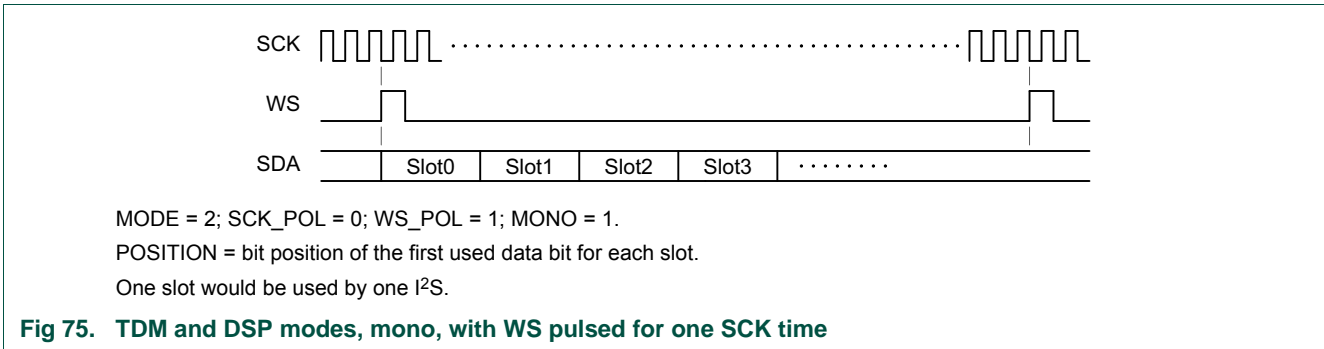 SCK
WS
SDA Slot0 Slot1 Slot2 Slot3 ........
MODE = 2; SCK_POL = 0; WS_POL = 1; MONO = 1.
POSITION = bit position of the first used data bit for each slot.
One slot would be used by one I²S.
Fig 75. TDM and DSP modes, mono, with WS pulsed for one SCK time